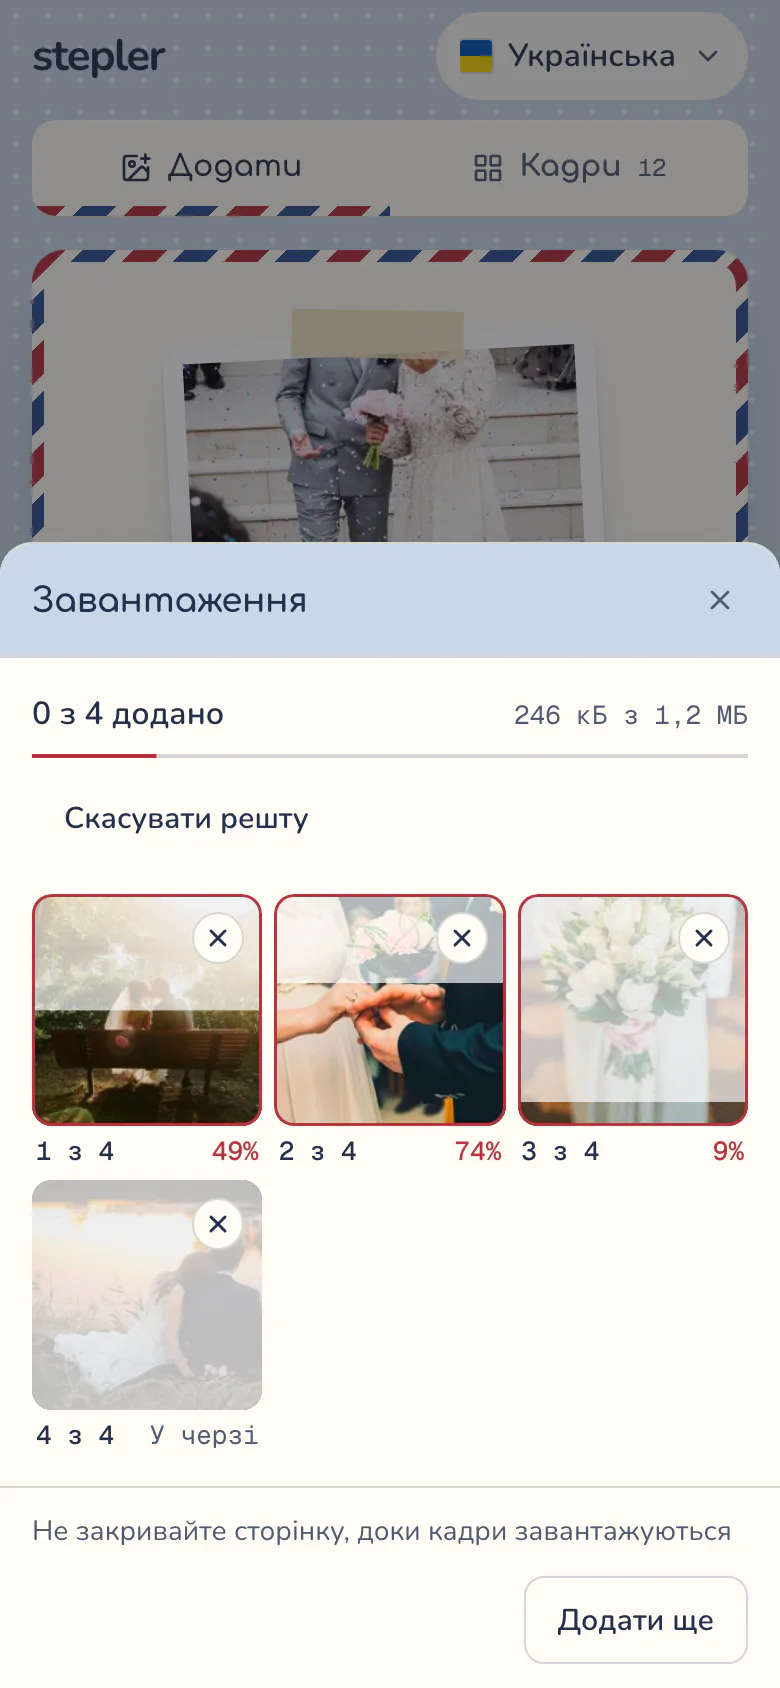 stepler
Українська
Додати
Кадри 12
Завантаження
0 з 4 додано
246 кБ з 1,2 МБ
Скасувати решту
1 з 4 49%
2 з 4 74%
3 з 4 9%
4 з 4 У черзі
Не закривайте сторінку, доки кадри завантажуються
Додати ще